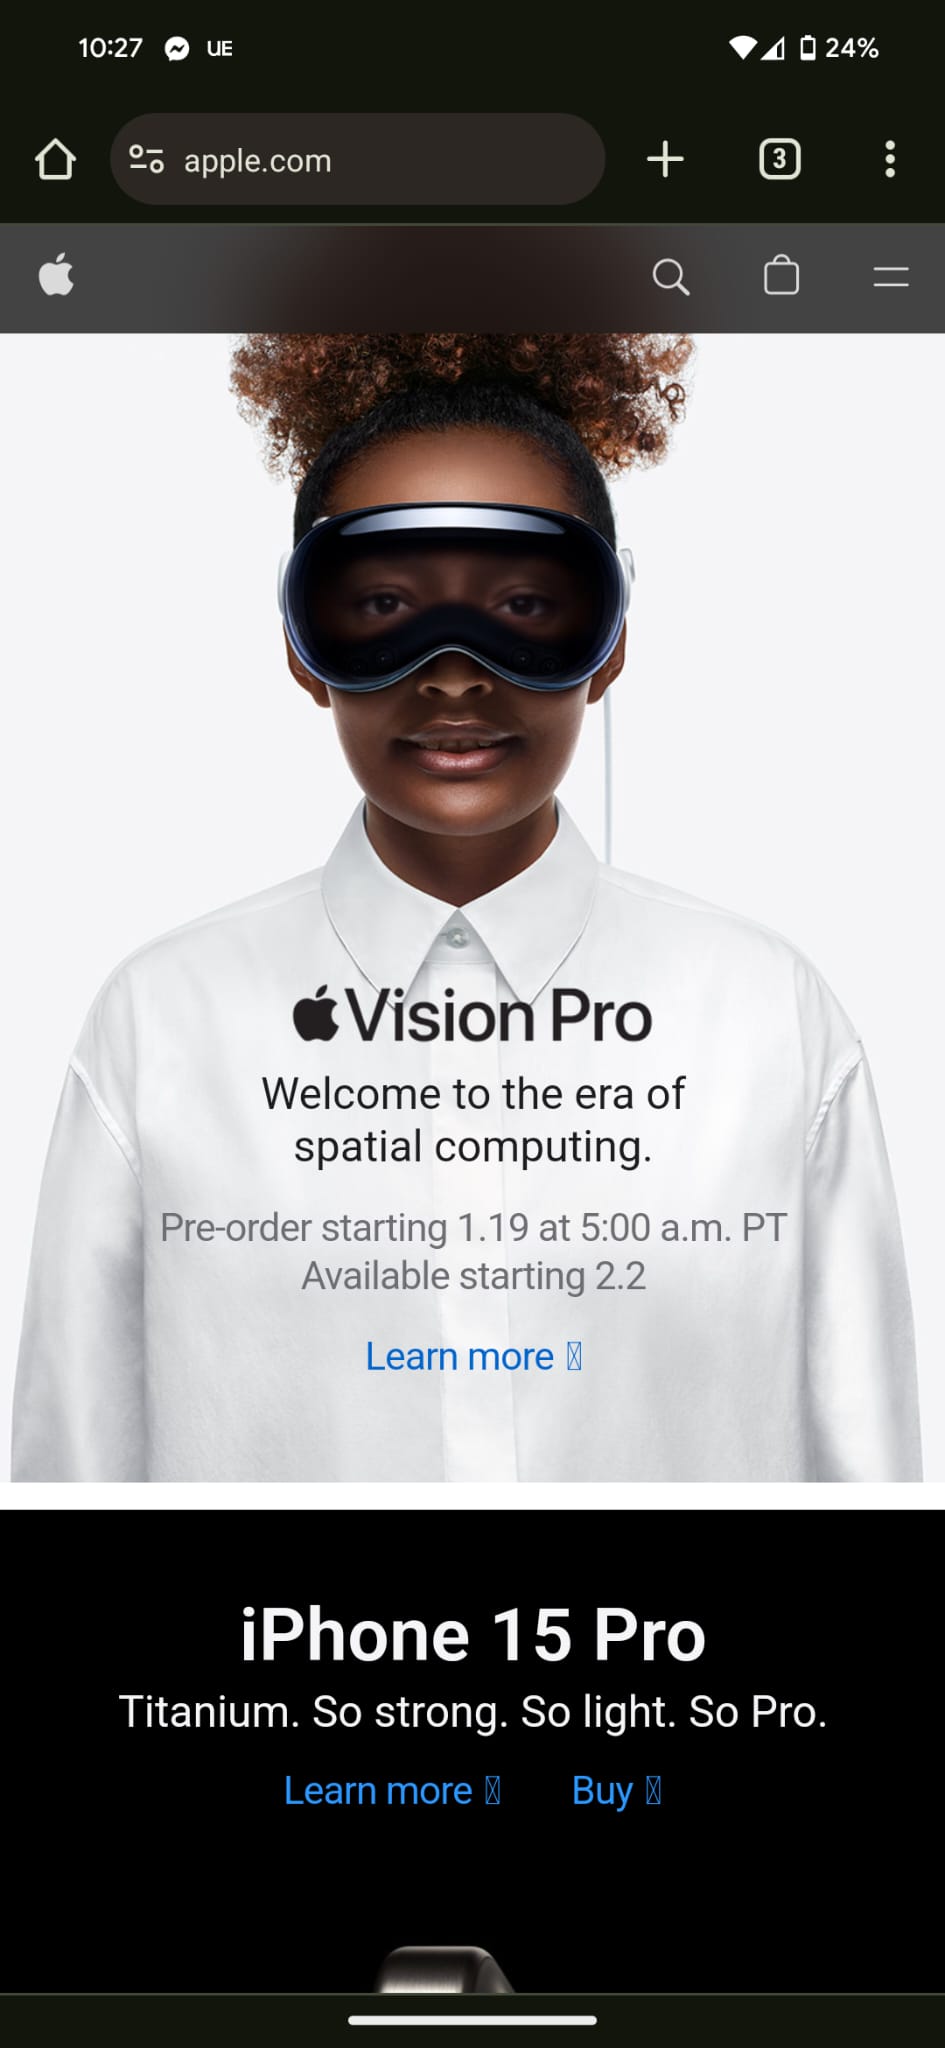 10:27 UE 24%
apple.com 3
Vision Pro
Welcome to the era of
spatial computing.
Pre-order starting 1.19 at 5:00 a.m. PT
Available starting 2.2
Learn more
iPhone 15 Pro
Titanium. So strong. So light. So Pro.
Learn more Buy